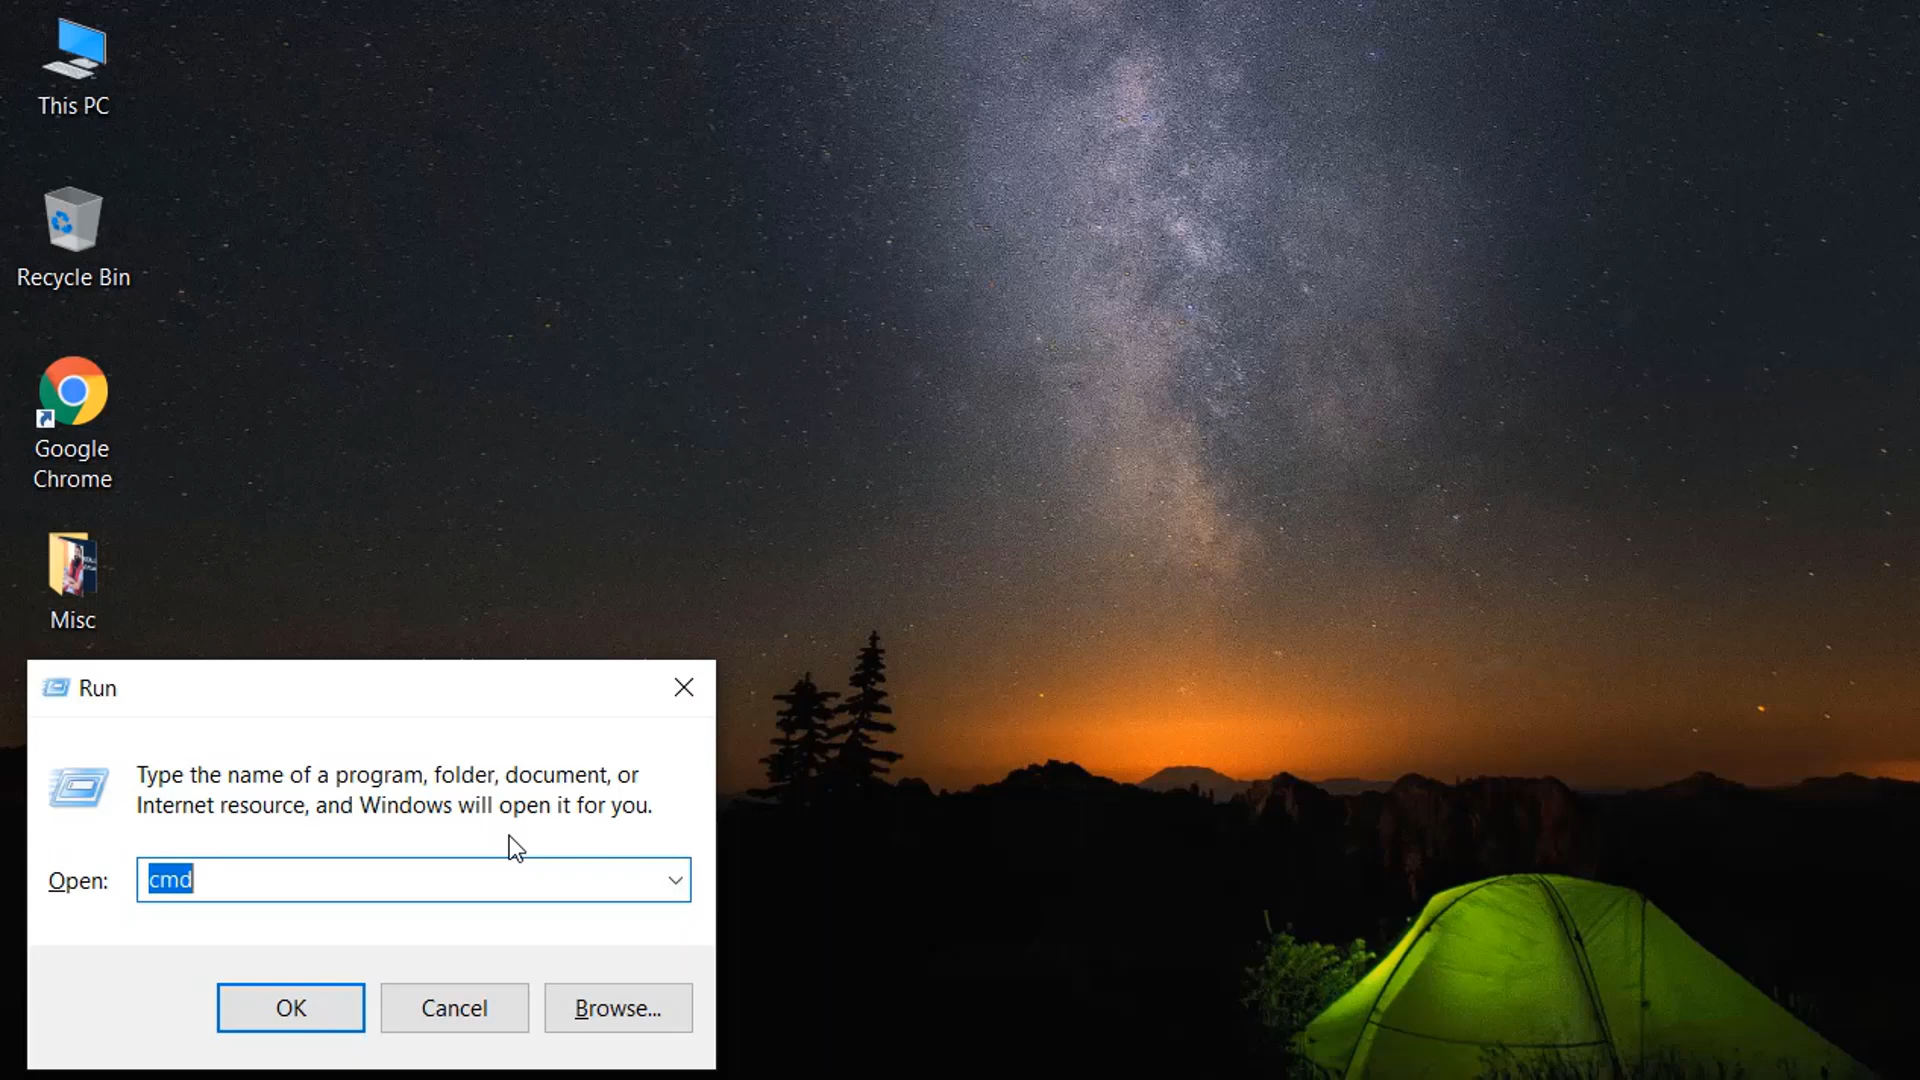 This PC
Recycle Bin
Google
Chrome
Misc
Run
Type the name of a program, folder, document, or
Internet resource, and Windows will open it for you.
Open:
cmd
OK
Cancel
Browse...